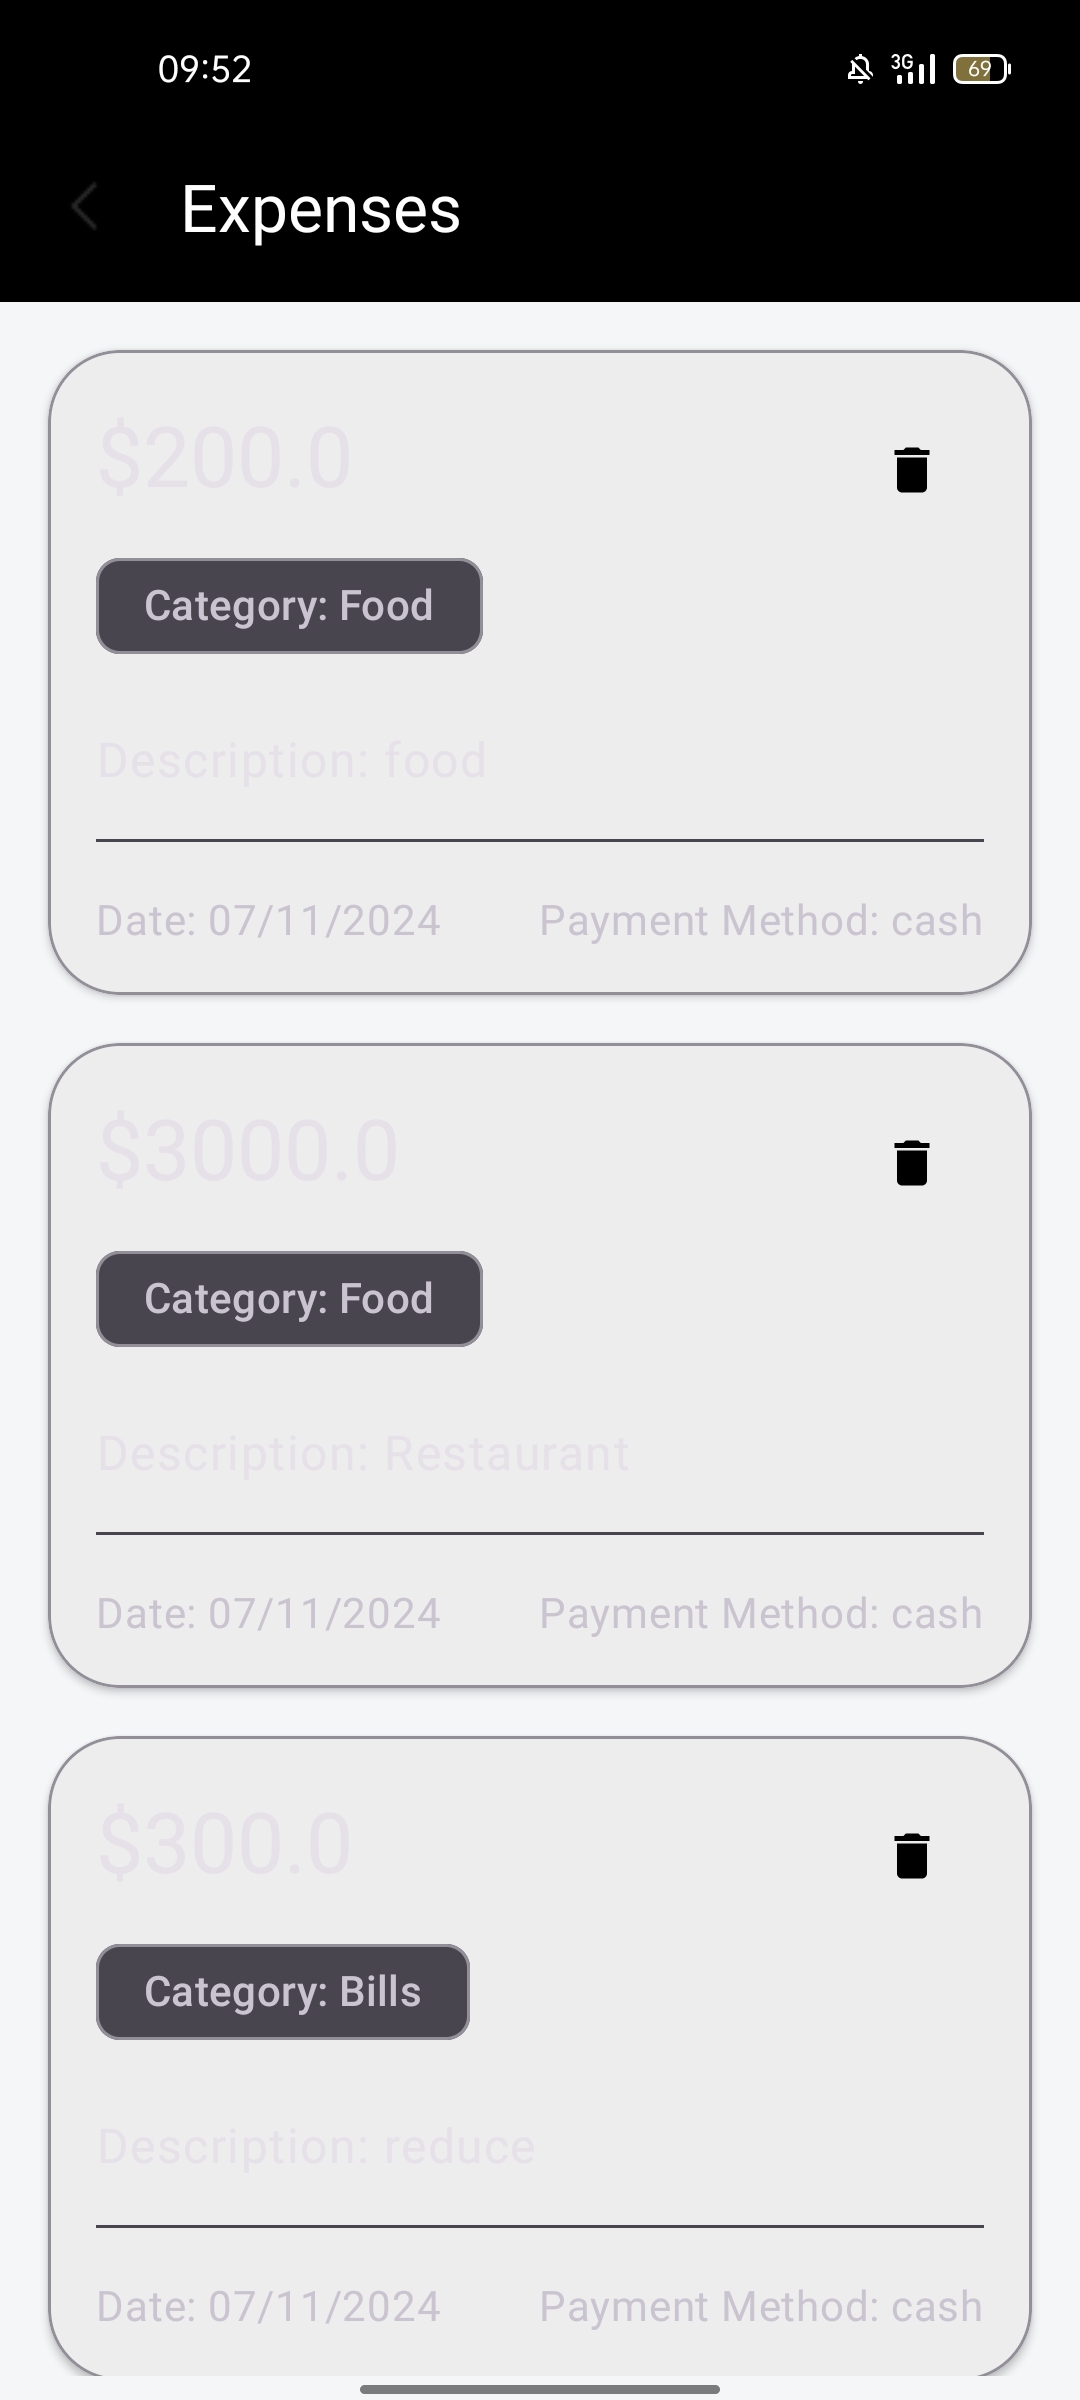 09:52
3G
69
Expenses
$200.0
Category: Food
Description: food
Date: 07/11/2024 Payment Method: cash
$3000.0
Category: Food
Description: Restaurant
Date: 07/11/2024 Payment Method: cash
$300.0
Category: Bills
Description: reduce
Date: 07/11/2024 Payment Method: cash